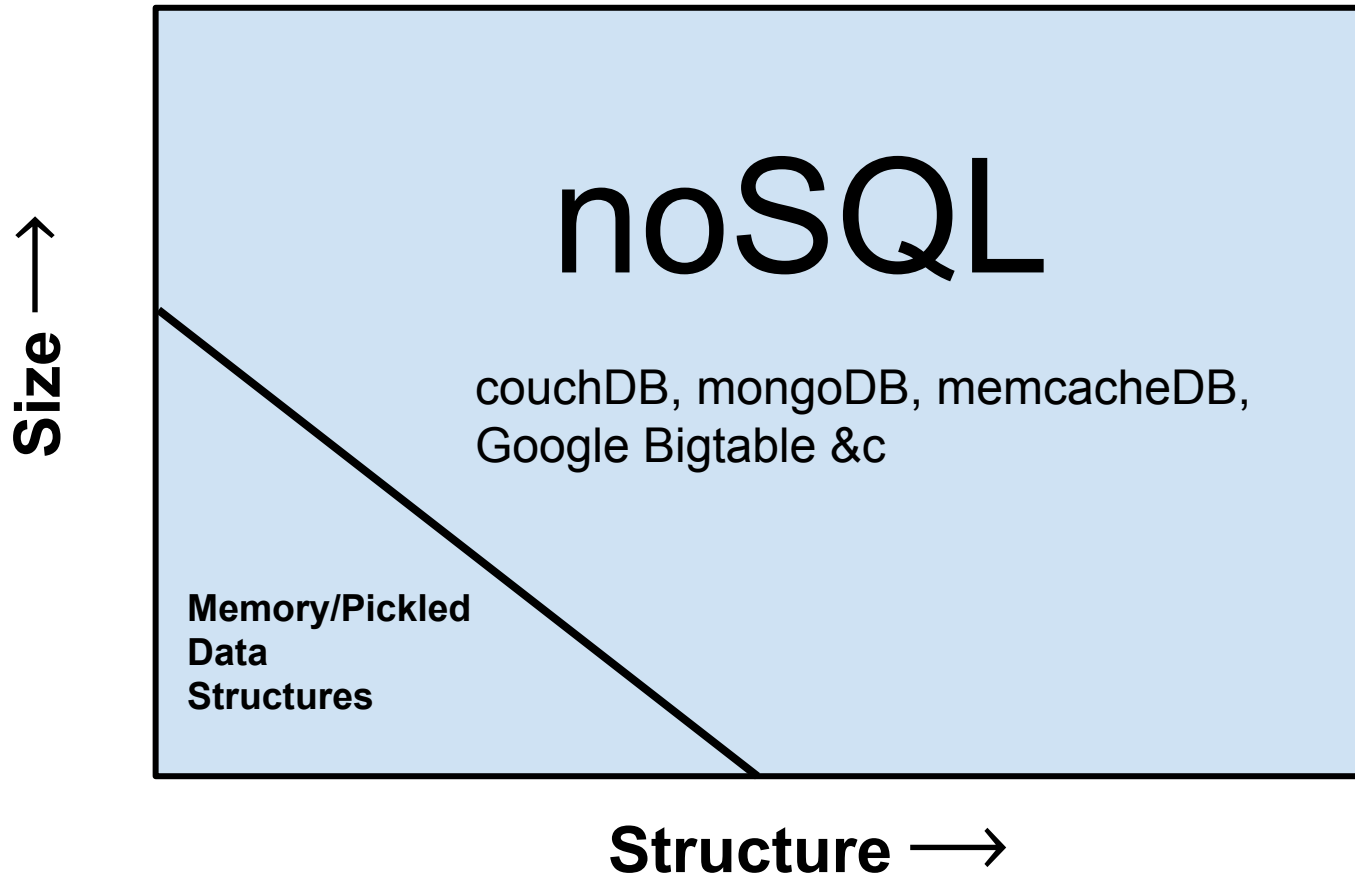 noSQL
couchDB, mongoDB, memcacheDB,
Google Bigtable &c
Size →
Memory/Pickled
Data
Structures
Structure →